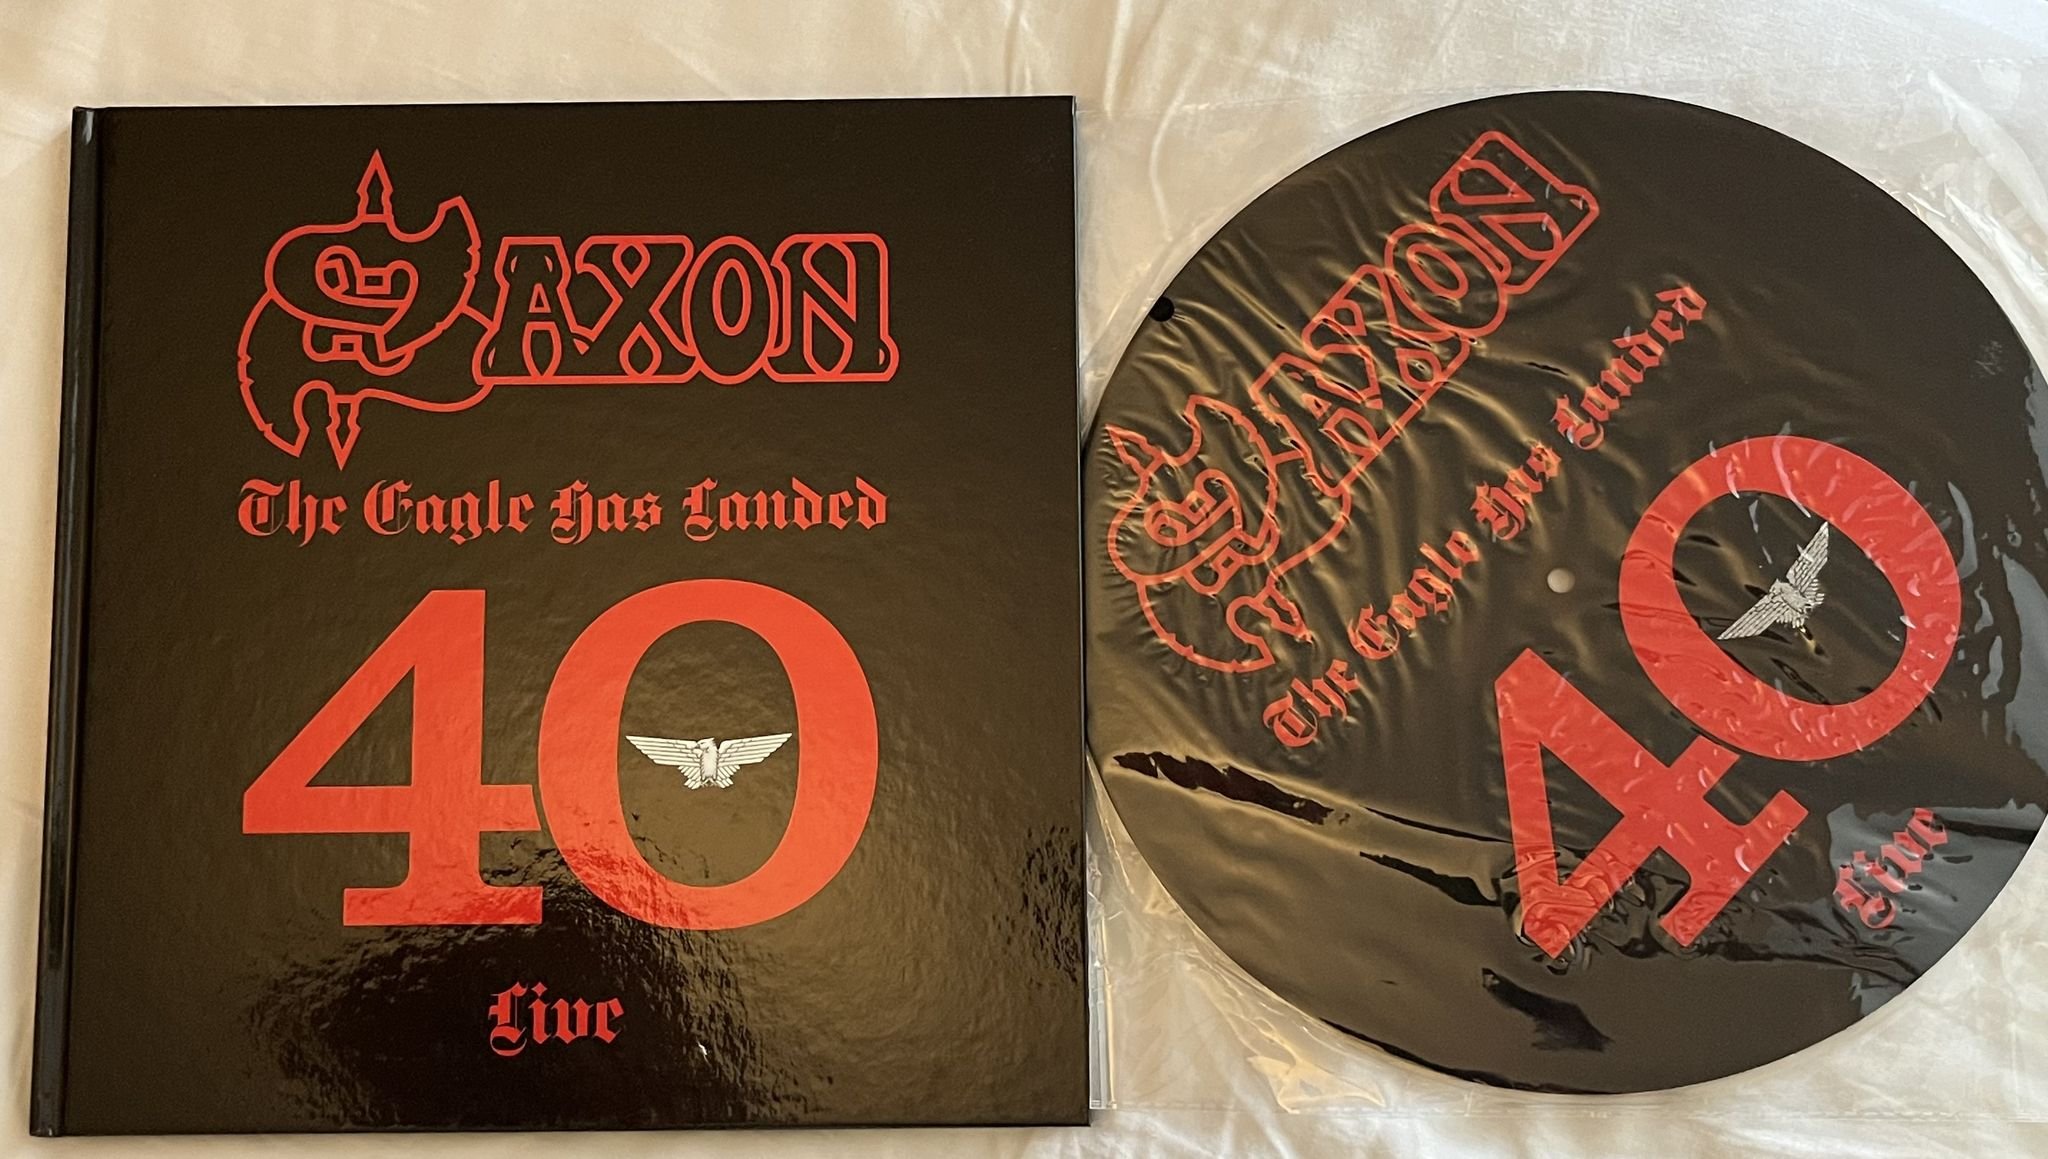 SAXON
The Eagle Has Landed
40
Live
SAXON
The Eagle Has Landed
40
Live